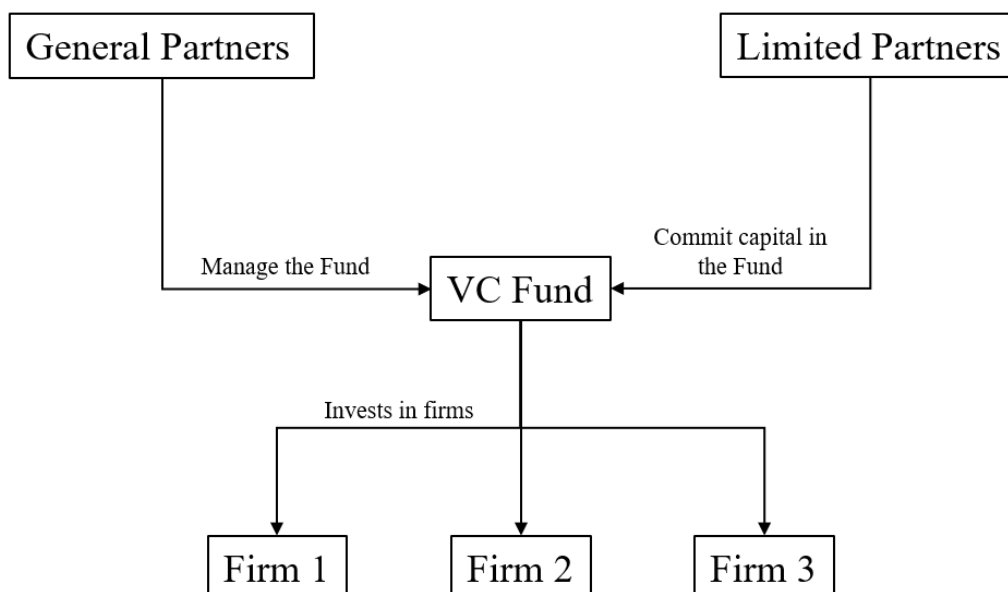 General Partners
Limited Partners
Manage the Fund
Commit capital in
the Fund
VC Fund
Invests in firms
Firm 1
Firm 2
Firm 3